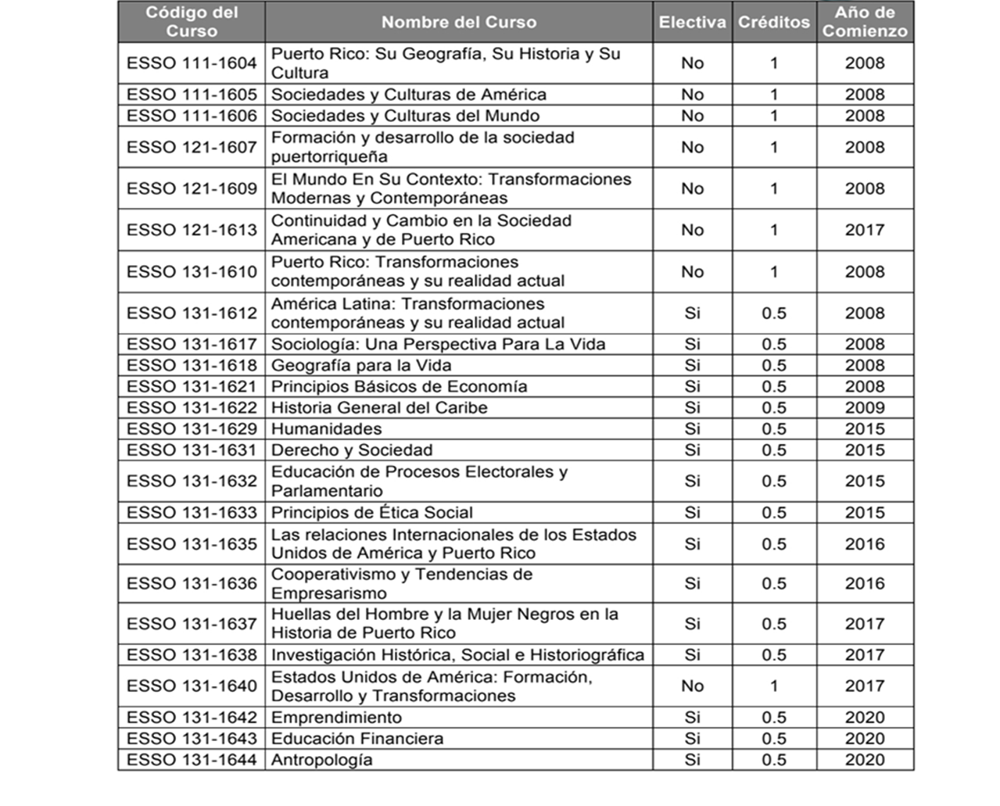 Código del
Curso
Nombre del Curso
Electiva
Créditos
Año de
Comienzo
ESSO 111-1604
Puerto Rico: Su Geografía, Su Historia y Su
Cultura
No
1
2008
ESSO 111-1605
Sociedades y Culturas de América
No
1
2008
ESSO 111-1606
Sociedades y Culturas del Mundo
No
1
2008
ESSO 121-1607
Formación y desarrollo de la sociedad
puertorriqueña
No
1
2008
ESSO 121-1609
El Mundo En Su Contexto: Transformaciones
Modernas y Contemporáneas
No
1
2008
ESSO 121-1613
Continuidad y Cambio en la Sociedad
Americana y de Puerto Rico
No
1
2017
ESSO 131-1610
Puerto Rico: Transformaciones
contemporáneas y su realidad actual
No
1
2008
ESSO 131-1612
América Latina: Transformaciones
contemporáneas y su realidad actual
Si
0.5
2008
ESSO 131-1617
Sociología: Una Perspectiva Para La Vida
Si
0.5
2008
ESSO 131-1618
Geografía para la Vida
Si
0.5
2008
ESSO 131-1621
Principios Básicos de Economía
Si
0.5
2008
ESSO 131-1622
Historia General del Caribe
Si
0.5
2009
ESSO 131-1629
Humanidades
Si
0.5
2015
ESSO 131-1631
Derecho y Sociedad
Si
0.5
2015
ESSO 131-1632
Educación de Procesos Electorales y
Parlamentario
Si
0.5
2015
ESSO 131-1633
Principios de Ética Social
Si
0.5
2015
ESSO 131-1635
Las relaciones Internacionales de los Estados
Unidos de América y Puerto Rico
Si
0.5
2016
ESSO 131-1636
Cooperativismo y Tendencias de
Empresarismo
Si
0.5
2016
ESSO 131-1637
Huellas del Hombre y la Mujer Negros en la
Historia de Puerto Rico
Si
0.5
2017
ESSO 131-1638
Investigación Histórica, Social e Historiográfica
Si
0.5
2017
ESSO 131-1640
Estados Unidos de América: Formación,
Desarrollo y Transformaciones
No
1
2017
ESSO 131-1642
Emprendimiento
Si
0.5
2020
ESSO 131-1643
Educación Financiera
Si
0.5
2020
ESSO 131-1644
Antropología
Si
0.5
2020